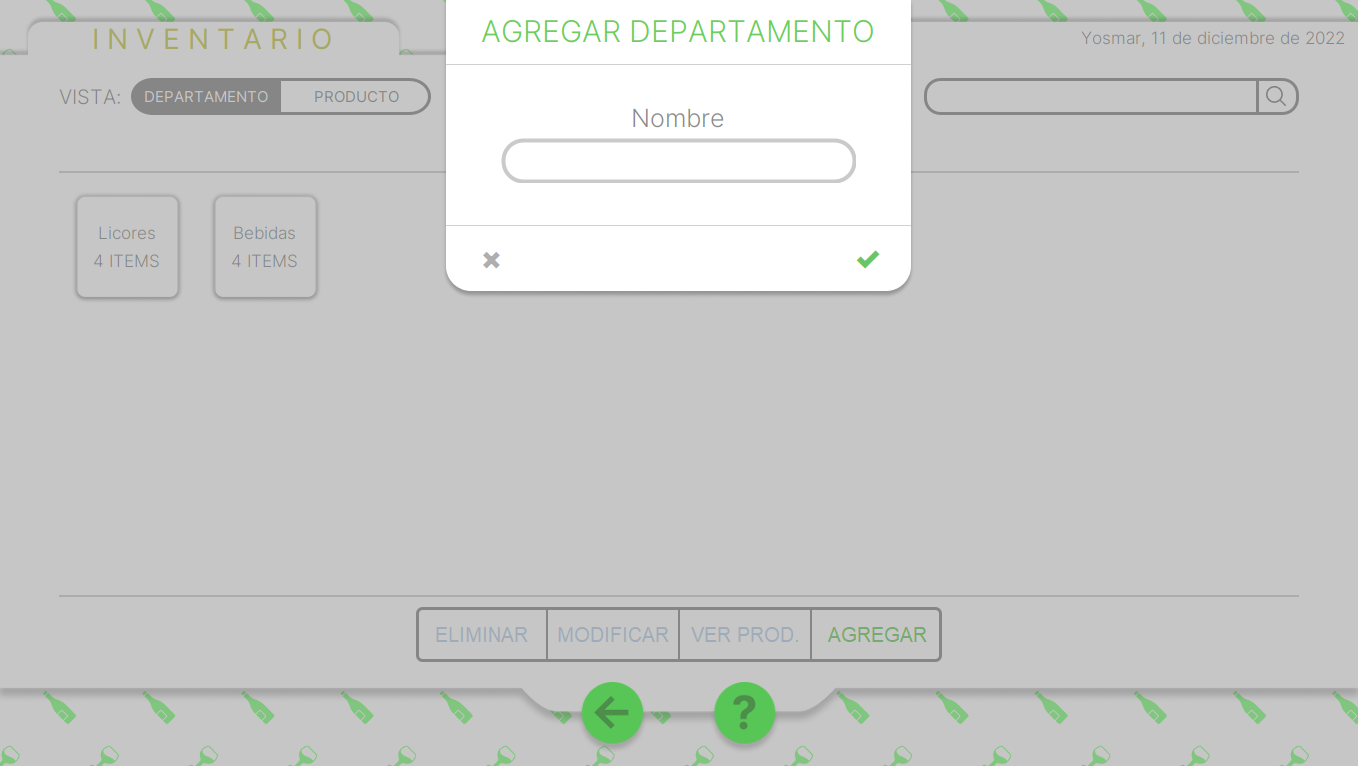 INVENTARIO
AGREGAR DEPARTAMENTO
Yosmar, 11 de diciembre de 2022
VISTA: DEPARTAMENTO PRODUCTO
Nombre
Licores
4 ITEMS
Bebidas
4 ITEMS
ELIMINAR MODIFICAR VER PROD. AGREGAR
?